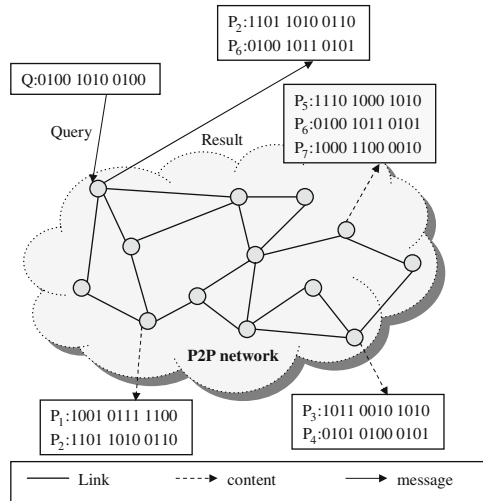 P2:1101 1010 0110
P6:0100 1011 0101
Q:0100 1010 0100
P5:1110 1000 1010
P6:0100 1011 0101
P7:1000 1100 0010
Query
Result
P2P network
P1:1001 0111 1100
P2:1101 1010 0110
P3:1011 0010 1010
P4:0101 0100 0101
Link
content
message